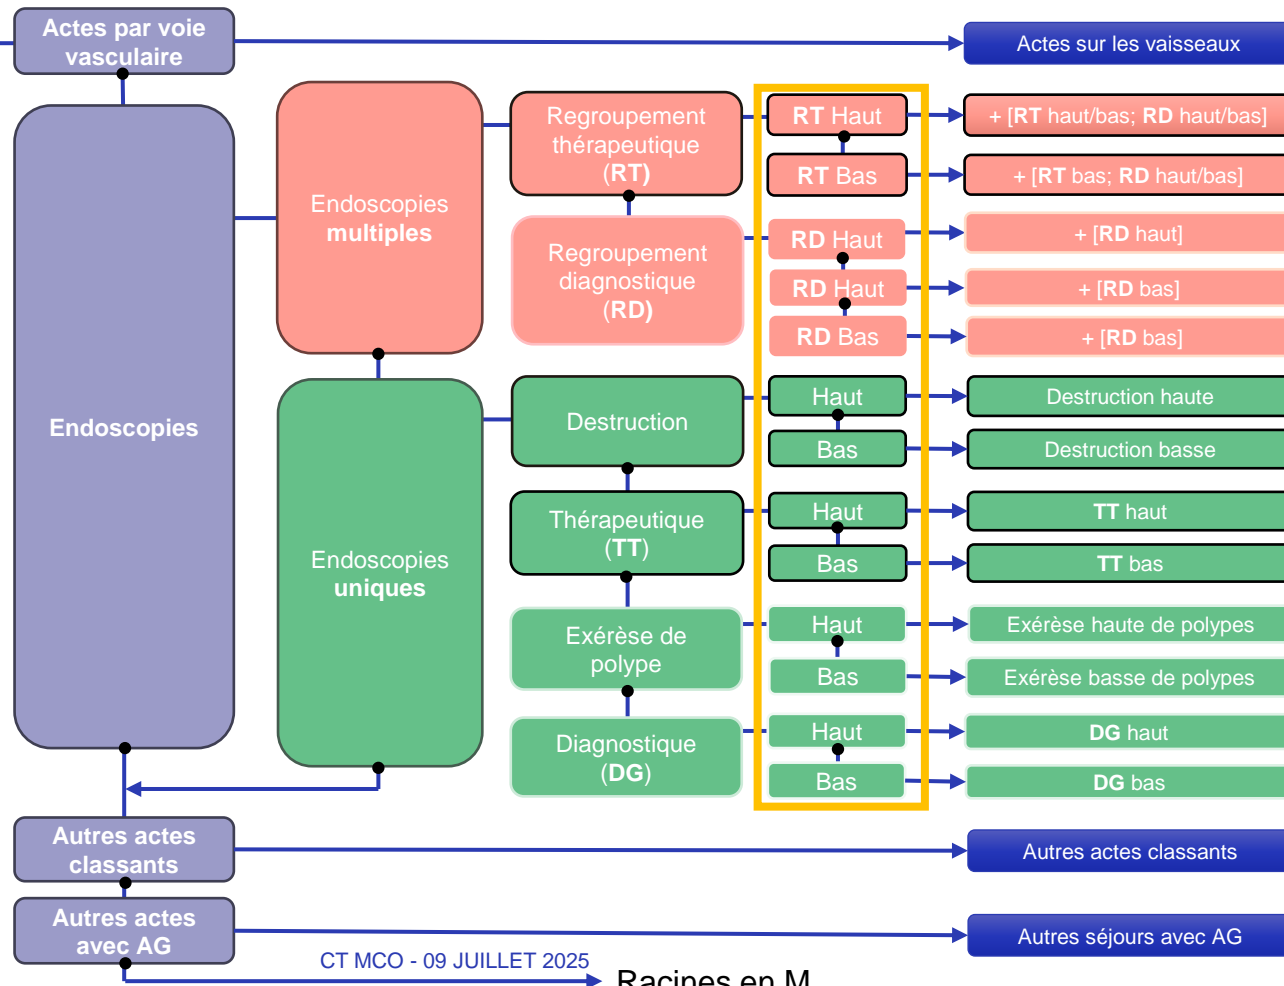 Actes par voie
vasculaire
Actes sur les vaisseaux
Endoscopies
Endoscopies
multiples
Regroupement
thérapeutique
(RT)
RT Haut
+ [RT haut/bas; RD haut/bas]
RT Bas
+ [RT bas; RD haut/bas]
Regroupement
diagnostique
(RD)
RD Haut
+ [RD haut]
RD Haut
+ [RD bas]
RD Bas
+ [RD bas]
Endoscopies
uniques
Destruction
Haut
Destruction haute
Bas
Destruction basse
Thérapeutique
(TT)
Haut
TT haut
Bas
TT bas
Exérèse de
polype
Haut
Exérèse haute de polypes
Bas
Exérèse basse de polypes
Diagnostique
(DG)
Haut
DG haut
Bas
DG bas
Autres actes
classants
Autres actes classants
Autres actes
avec AG
Autres séjours avec AG
CT MCO - 09 JUILLET 2025
Racines en M